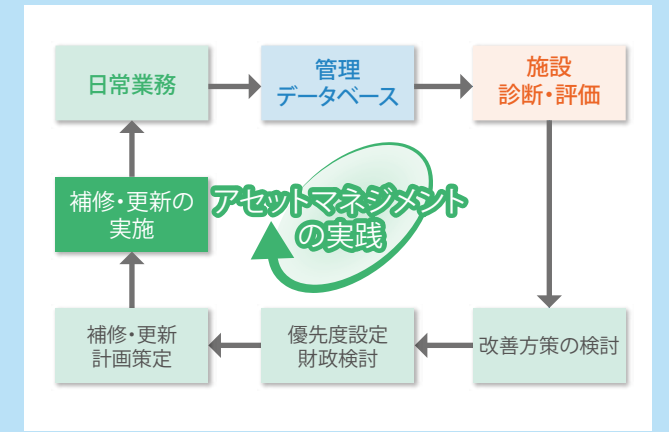 日常業務
管理
データベース
施設
診断・評価
補修・更新の
実施
アセットマネジメント
の実践
補修・更新
計画策定
優先度設定
財政検討
改善方策の検討